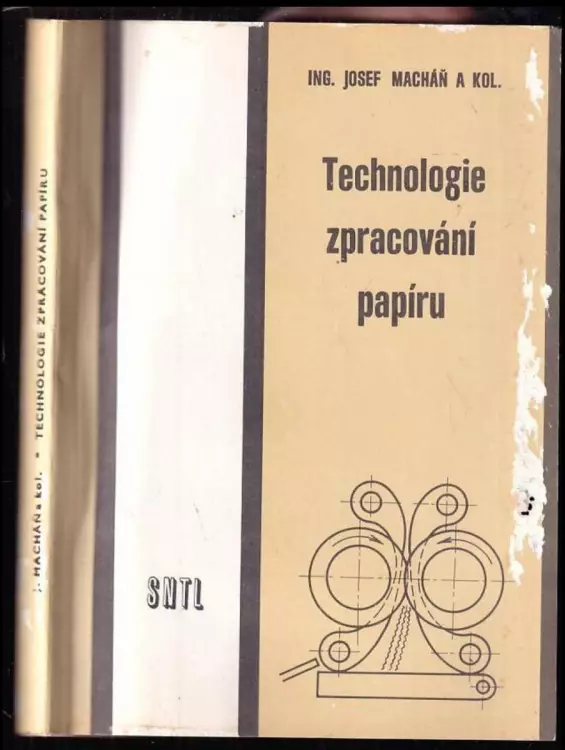 J. MACHÁŇ a kol. • TECHNOLOGIE ZPRACOVÁNÍ PAPÍRU
SNTL
ING. JOSEF MACHÁŇ A KOL.
Technologie
zpracování
papíru